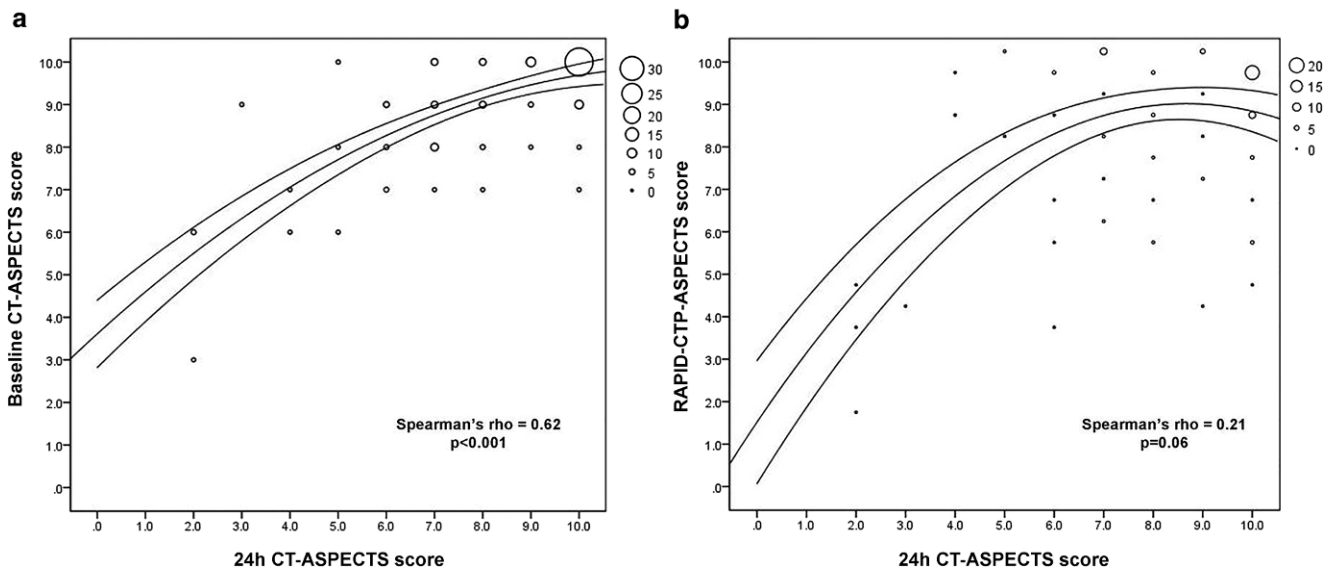 a
Baseline CT-ASPECTS score
10.0
9.0
8.0
7.0
6.0
5.0
4.0
3.0
2.0
1.0
.0
.0 1.0 2.0 3.0 4.0 5.0 6.0 7.0 8.0 9.0 10.0
24h CT-ASPECTS score
Spearman's rho = 0.62
p<0.001
30
25
20
15
10
5
0
b
RAPID-CTP-ASPECTS score
10.0
9.0
8.0
7.0
6.0
5.0
4.0
3.0
2.0
1.0
.0
.0 1.0 2.0 3.0 4.0 5.0 6.0 7.0 8.0 9.0 10.0
24h CT-ASPECTS score
Spearman's rho = 0.21
p=0.06
20
15
10
5
0